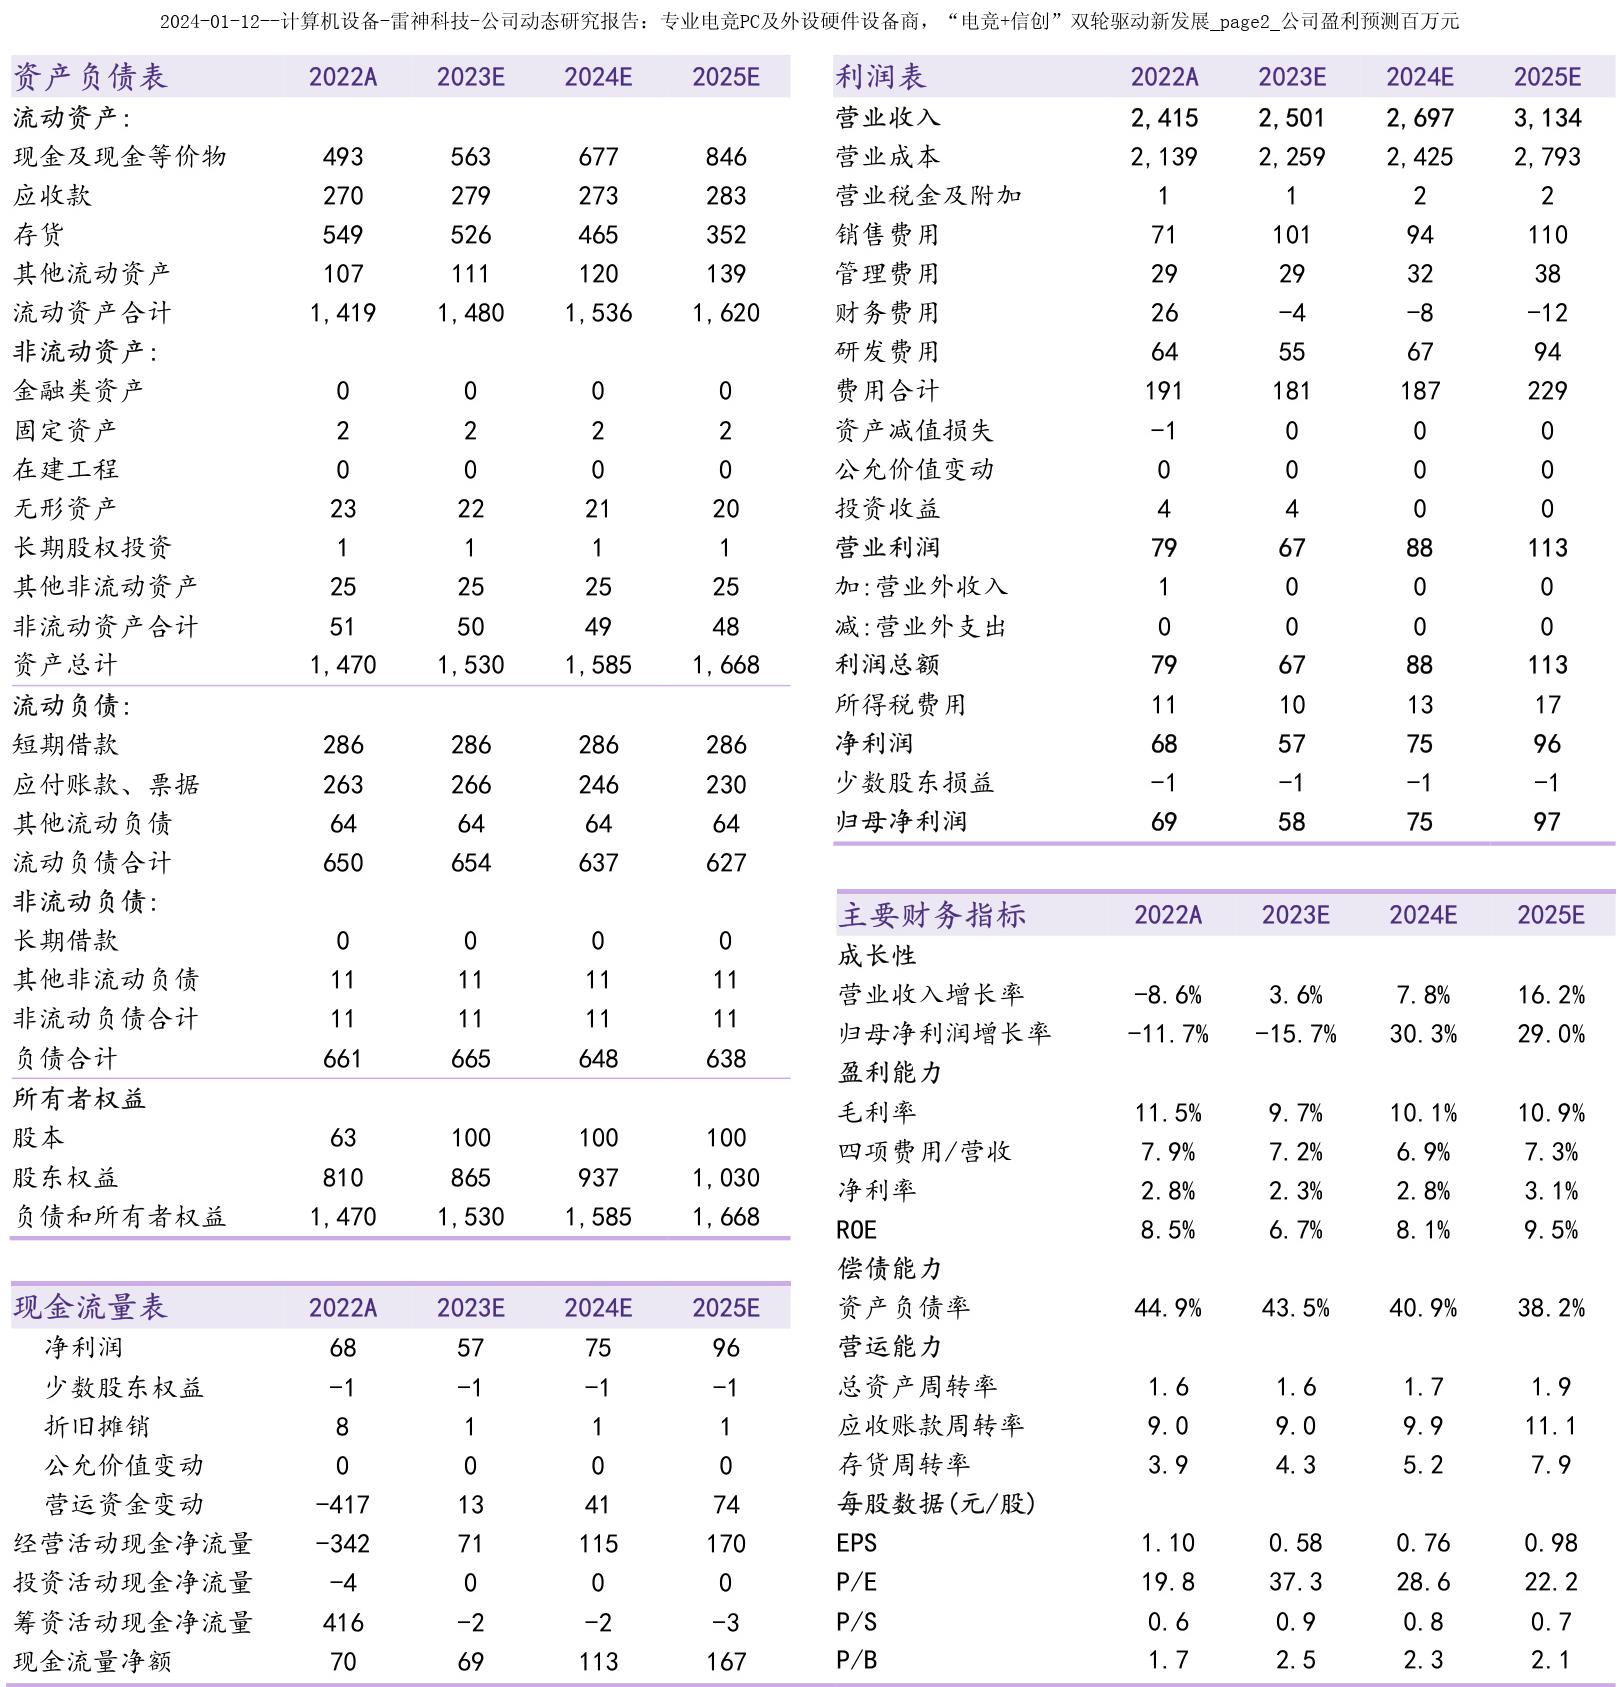 2024-01-12--计算机设备-雷神科技-公司动态研究报告：专业电竞PC及外设硬件设备商，“电竞+信创”双轮驱动新发展_page2_公司盈利预测百万元
资产负债表 2022A 2023E 2024E 2025E
流动资产:
现金及现金等价物 493 563 677 846
应收款 270 279 273 283
存货 549 526 465 352
其他流动资产 107 111 120 139
流动资产合计 1,419 1,480 1,536 1,620
非流动资产:
金融类资产 0 0 0 0
固定资产 2 2 2 2
在建工程 0 0 0 0
无形资产 23 22 21 20
长期股权投资 1 1 1 1
其他非流动资产 25 25 25 25
非流动资产合计 51 50 49 48
资产总计 1,470 1,530 1,585 1,668
流动负债:
短期借款 286 286 286 286
应付账款、票据 263 266 246 230
其他流动负债 64 64 64 64
流动负债合计 650 654 637 627
非流动负债:
长期借款 0 0 0 0
其他非流动负债 11 11 11 11
非流动负债合计 11 11 11 11
负债合计 661 665 648 638
所有者权益
股本 63 100 100 100
股东权益 810 865 937 1,030
负债和所有者权益 1,470 1,530 1,585 1,668
现金流量表 2022A 2023E 2024E 2025E
净利润 68 57 75 96
少数股东权益 -1 -1 -1 -1
折旧摊销 8 1 1 1
公允价值变动 0 0 0 0
营运资金变动 -417 13 41 74
经营活动现金净流量 -342 71 115 170
投资活动现金净流量 -4 0 0 0
筹资活动现金净流量 416 -2 -2 -3
现金流量净额 70 69 113 167
利润表 2022A 2023E 2024E 2025E
营业收入 2,415 2,501 2,697 3,134
营业成本 2,139 2,259 2,425 2,793
营业税金及附加 1 1 2 2
销售费用 71 101 94 110
管理费用 29 29 32 38
财务费用 26 -4 -8 -12
研发费用 64 55 67 94
费用合计 191 181 187 229
资产减值损失 -1 0 0 0
公允价值变动 0 0 0 0
投资收益 4 4 0 0
营业利润 79 67 88 113
加:营业外收入 1 0 0 0
减:营业外支出 0 0 0 0
利润总额 79 67 88 113
所得税费用 11 10 13 17
净利润 68 57 75 96
少数股东损益 -1 -1 -1 -1
归母净利润 69 58 75 97
主要财务指标 2022A 2023E 2024E 2025E
成长性
营业收入增长率 -8.6% 3.6% 7.8% 16.2%
归母净利润增长率 -11.7% -15.7% 30.3% 29.0%
盈利能力
毛利率 11.5% 9.7% 10.1% 10.9%
四项费用/营收 7.9% 7.2% 6.9% 7.3%
净利率 2.8% 2.3% 2.8% 3.1%
ROE 8.5% 6.7% 8.1% 9.5%
偿债能力
资产负债率 44.9% 43.5% 40.9% 38.2%
营运能力
总资产周转率 1.6 1.6 1.7 1.9
应收账款周转率 9.0 9.0 9.9 11.1
存货周转率 3.9 4.3 5.2 7.9
每股数据(元/股)
EPS 1.10 0.58 0.76 0.98
P/E 19.8 37.3 28.6 22.2
P/S 0.6 0.9 0.8 0.7
P/B 1.7 2.5 2.3 2.1